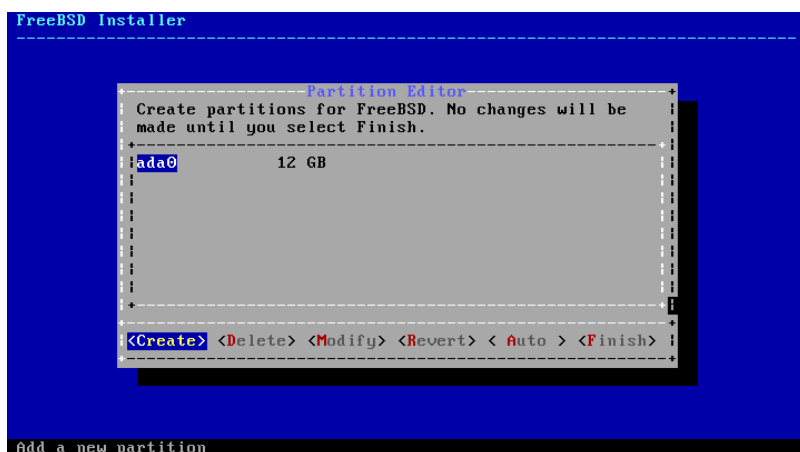 FreeBSD Installer
Partition Editor
Create partitions for FreeBSD. No changes will be
made until you select Finish.
ada0 12 GB
<Create> <Delete> <Modify> <Revert> < Auto > <Finish>
Add a new partition